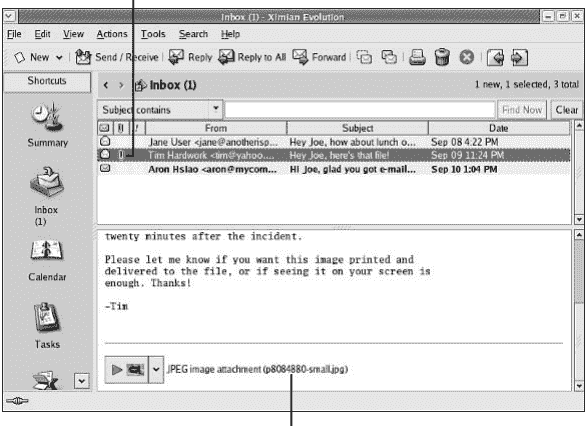 Inbox (1) - Ximian Evolution
File Edit View Actions Tools Search Help
New Send / Receive Reply Reply to All Forward
Shortcuts
Inbox (1) 1 new, 1 selected, 3 total
Subject contains Find Now Clear
! From Subject Date
Jane User <jane@anotherisp... Hey Joe, how about lunch o... Sep 08 4:22 PM
Tim Hardwork <tim@yahoo.... Hey Joe, here's that file! Sep 09 11:24 PM
Aron Hsiao <aron@mycom... Hi Joe, glad you got e-mail... Sep 10 1:04 PM
Summary
Inbox
(1)
Calendar
Tasks
twenty minutes after the incident.
Please let me know if you want this image printed and
delivered to the file, or if seeing it on your screen is
enough. Thanks!
-Tim
JPEG image attachment (p8084880-small.jpg)